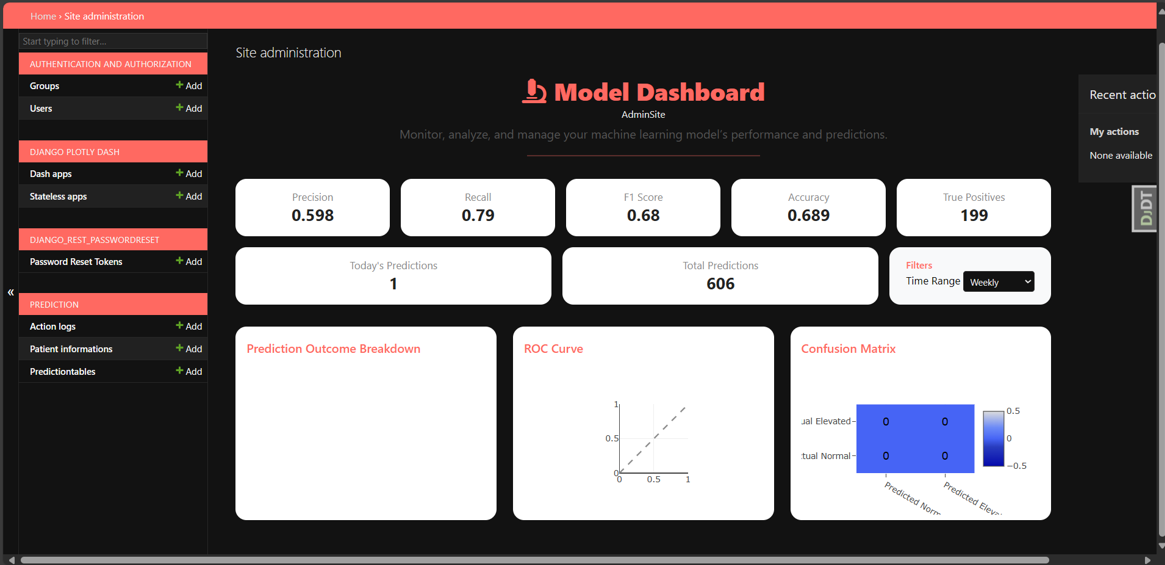 Home › Site administration
Start typing to filter...
AUTHENTICATION AND AUTHORIZATION
Groups Add
Users Add
DJANGO PLOTLY DASH
Dash apps Add
Stateless apps Add
DJANGO_REST_PASSWORDRESET
Password Reset Tokens Add
PREDICTION
Action logs Add
Patient informations Add
Predictiontables Add
«
Site administration
Model Dashboard
AdminSite
Monitor, analyze, and manage your machine learning model's performance and predictions.
Precision
0.598
Recall
0.79
F1 Score
0.68
Accuracy
0.689
True Positives
199
Today's Predictions
1
Total Predictions
606
Filters
Time Range Weekly
Prediction Outcome Breakdown
ROC Curve
1
0.5
0
0 0.5 1
Confusion Matrix
ual Elevated
0 0
tual Normal
0 0
Predicted Norm
Predicted Eleva
0.5
0
−0.5
Recent actio
My actions
None available
DJDT